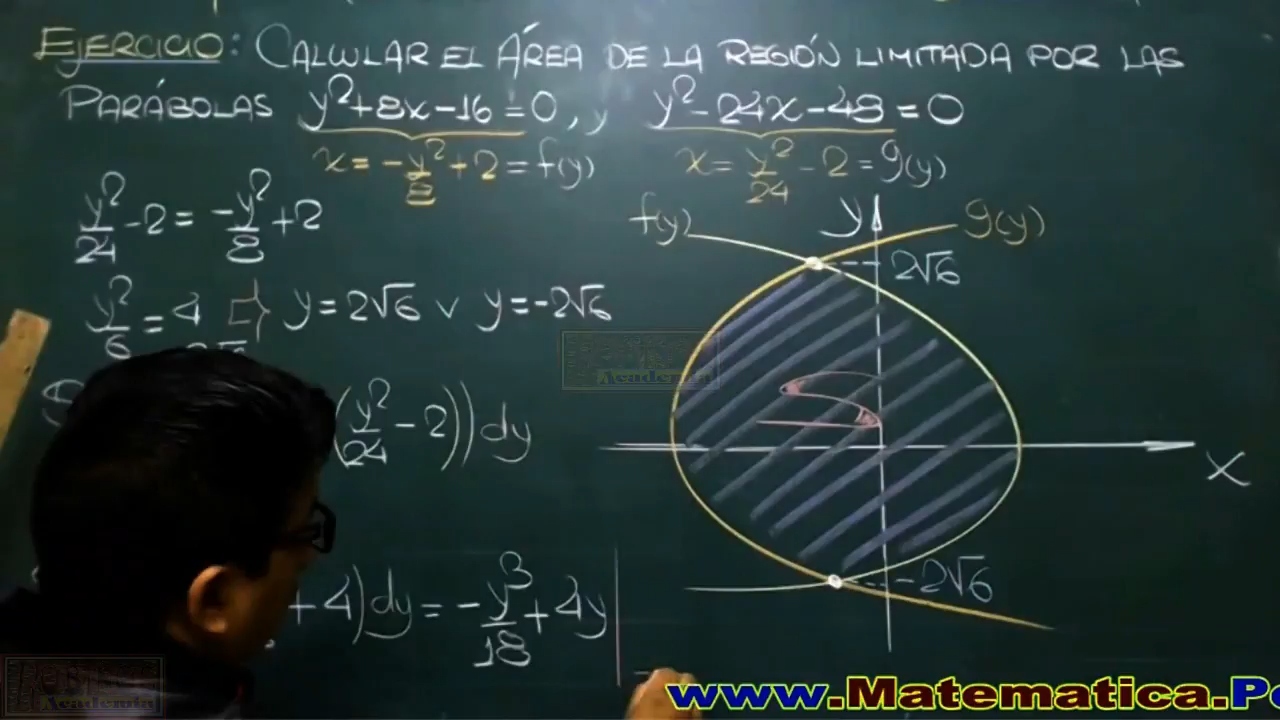 EJERCICIO: CALCULAR EL ÁREA DE LA REGIÓN LIMITADA POR LAS
PARÁBOLAS y²+8x-16=0, y y²-24x-48=0
x = -y²/8 + 2 = f(y) x = y²/24 - 2 = g(y)
y²/24 - 2 = -y²/8 + 2
y²/6 = 4 ⇒ y = 2√6 ∨ y = -2√6
(y²/24 - 2)) dy
+ 4) dy = -y³/18 + 4y |
f(y) y g(y)
2√6
S
x
-2√6
Academia
Academia
www.Matematica.Pe